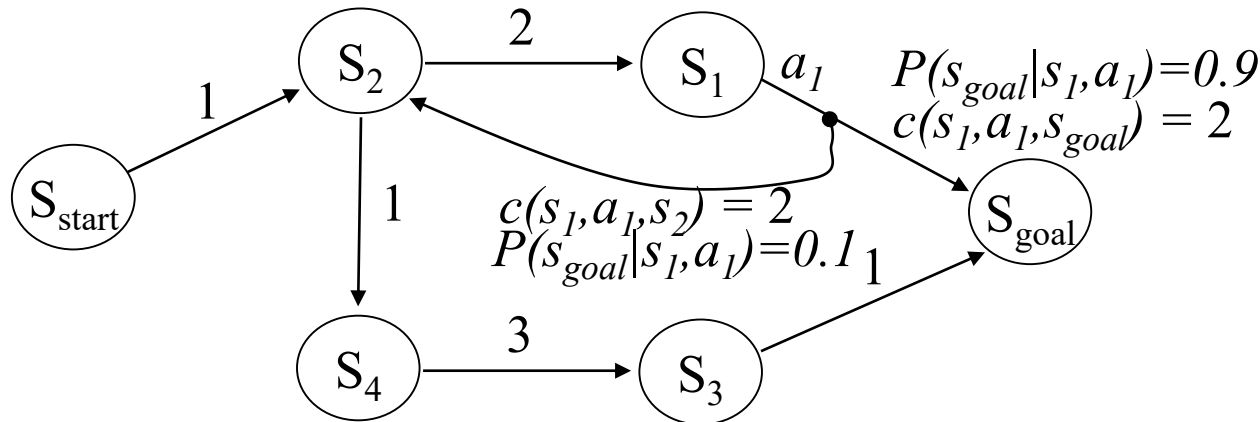 S2
2
S1
a1
P(sgoal|s1,a1)=0.9
c(s1,a1,sgoal) = 2
1
Sstart
1
c(s1,a1,s2) = 2
P(sgoal|s1,a1)=0.1
1
Sgoal
S4
3
S3